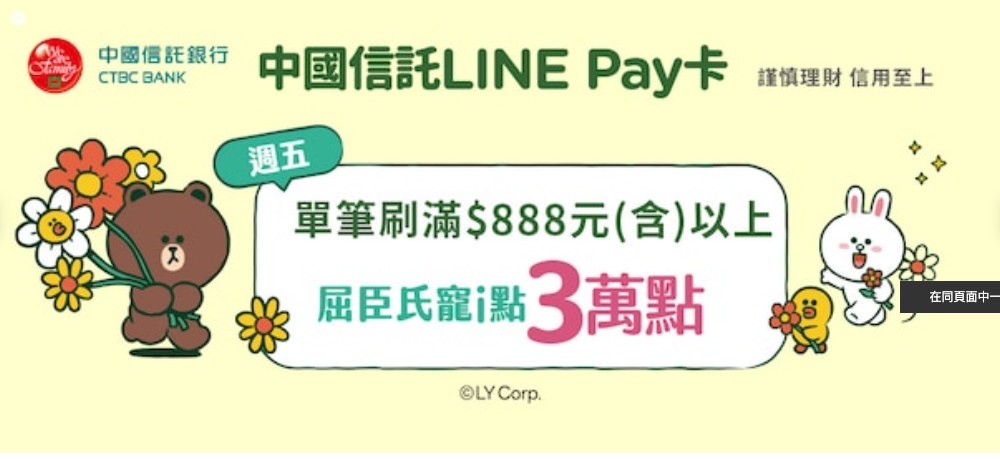 We are Family
中國信託銀行
CTBC BANK
中國信託LINE Pay卡
謹慎理財 信用至上
週五
單筆刷滿$888元(含)以上
屈臣氏寵i點3萬點
在同頁面中一
©LY Corp.